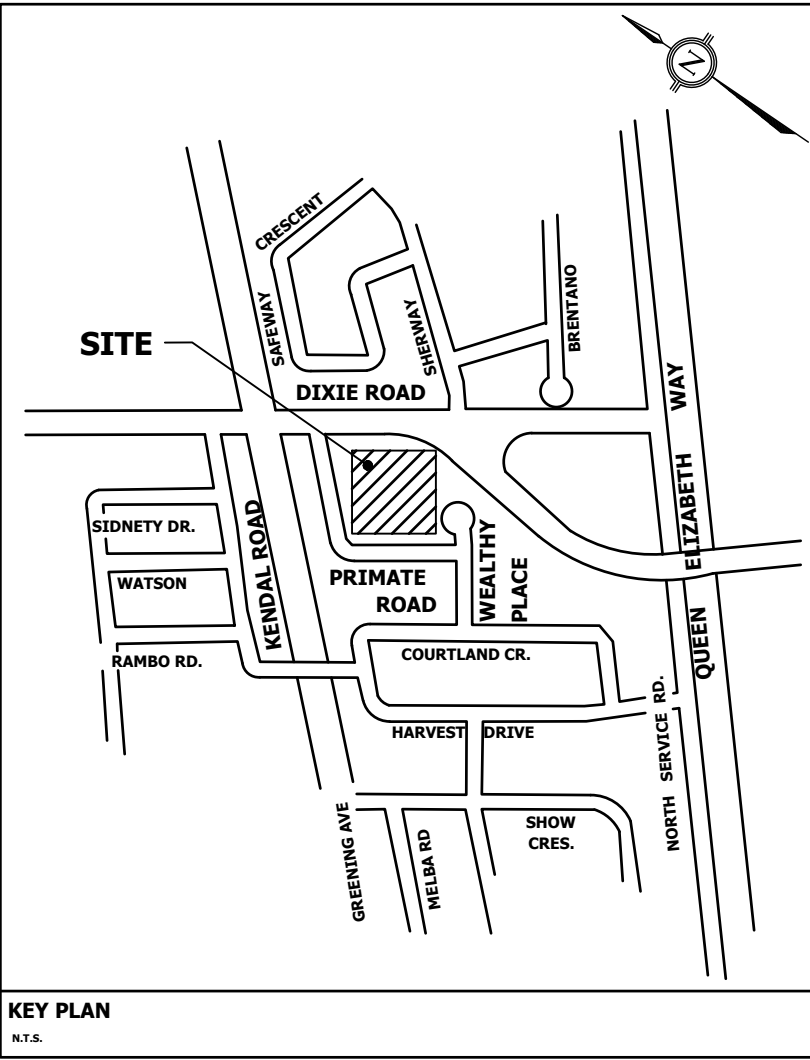 N
CRESCENT
SAFEWAY
SHERWAY
BRENTANO
SITE
DIXIE ROAD
WAY
ELIZABETH
QUEEN
SIDNETY DR.
KENDAL ROAD
WEALTHY
PLACE
WATSON
PRIMATE
ROAD
RAMBO RD.
COURTLAND CR.
HARVEST DRIVE
NORTH SERVICE RD.
GREENING AVE
MELBA RD
SHOW
CRES.
KEY PLAN
N.T.S.